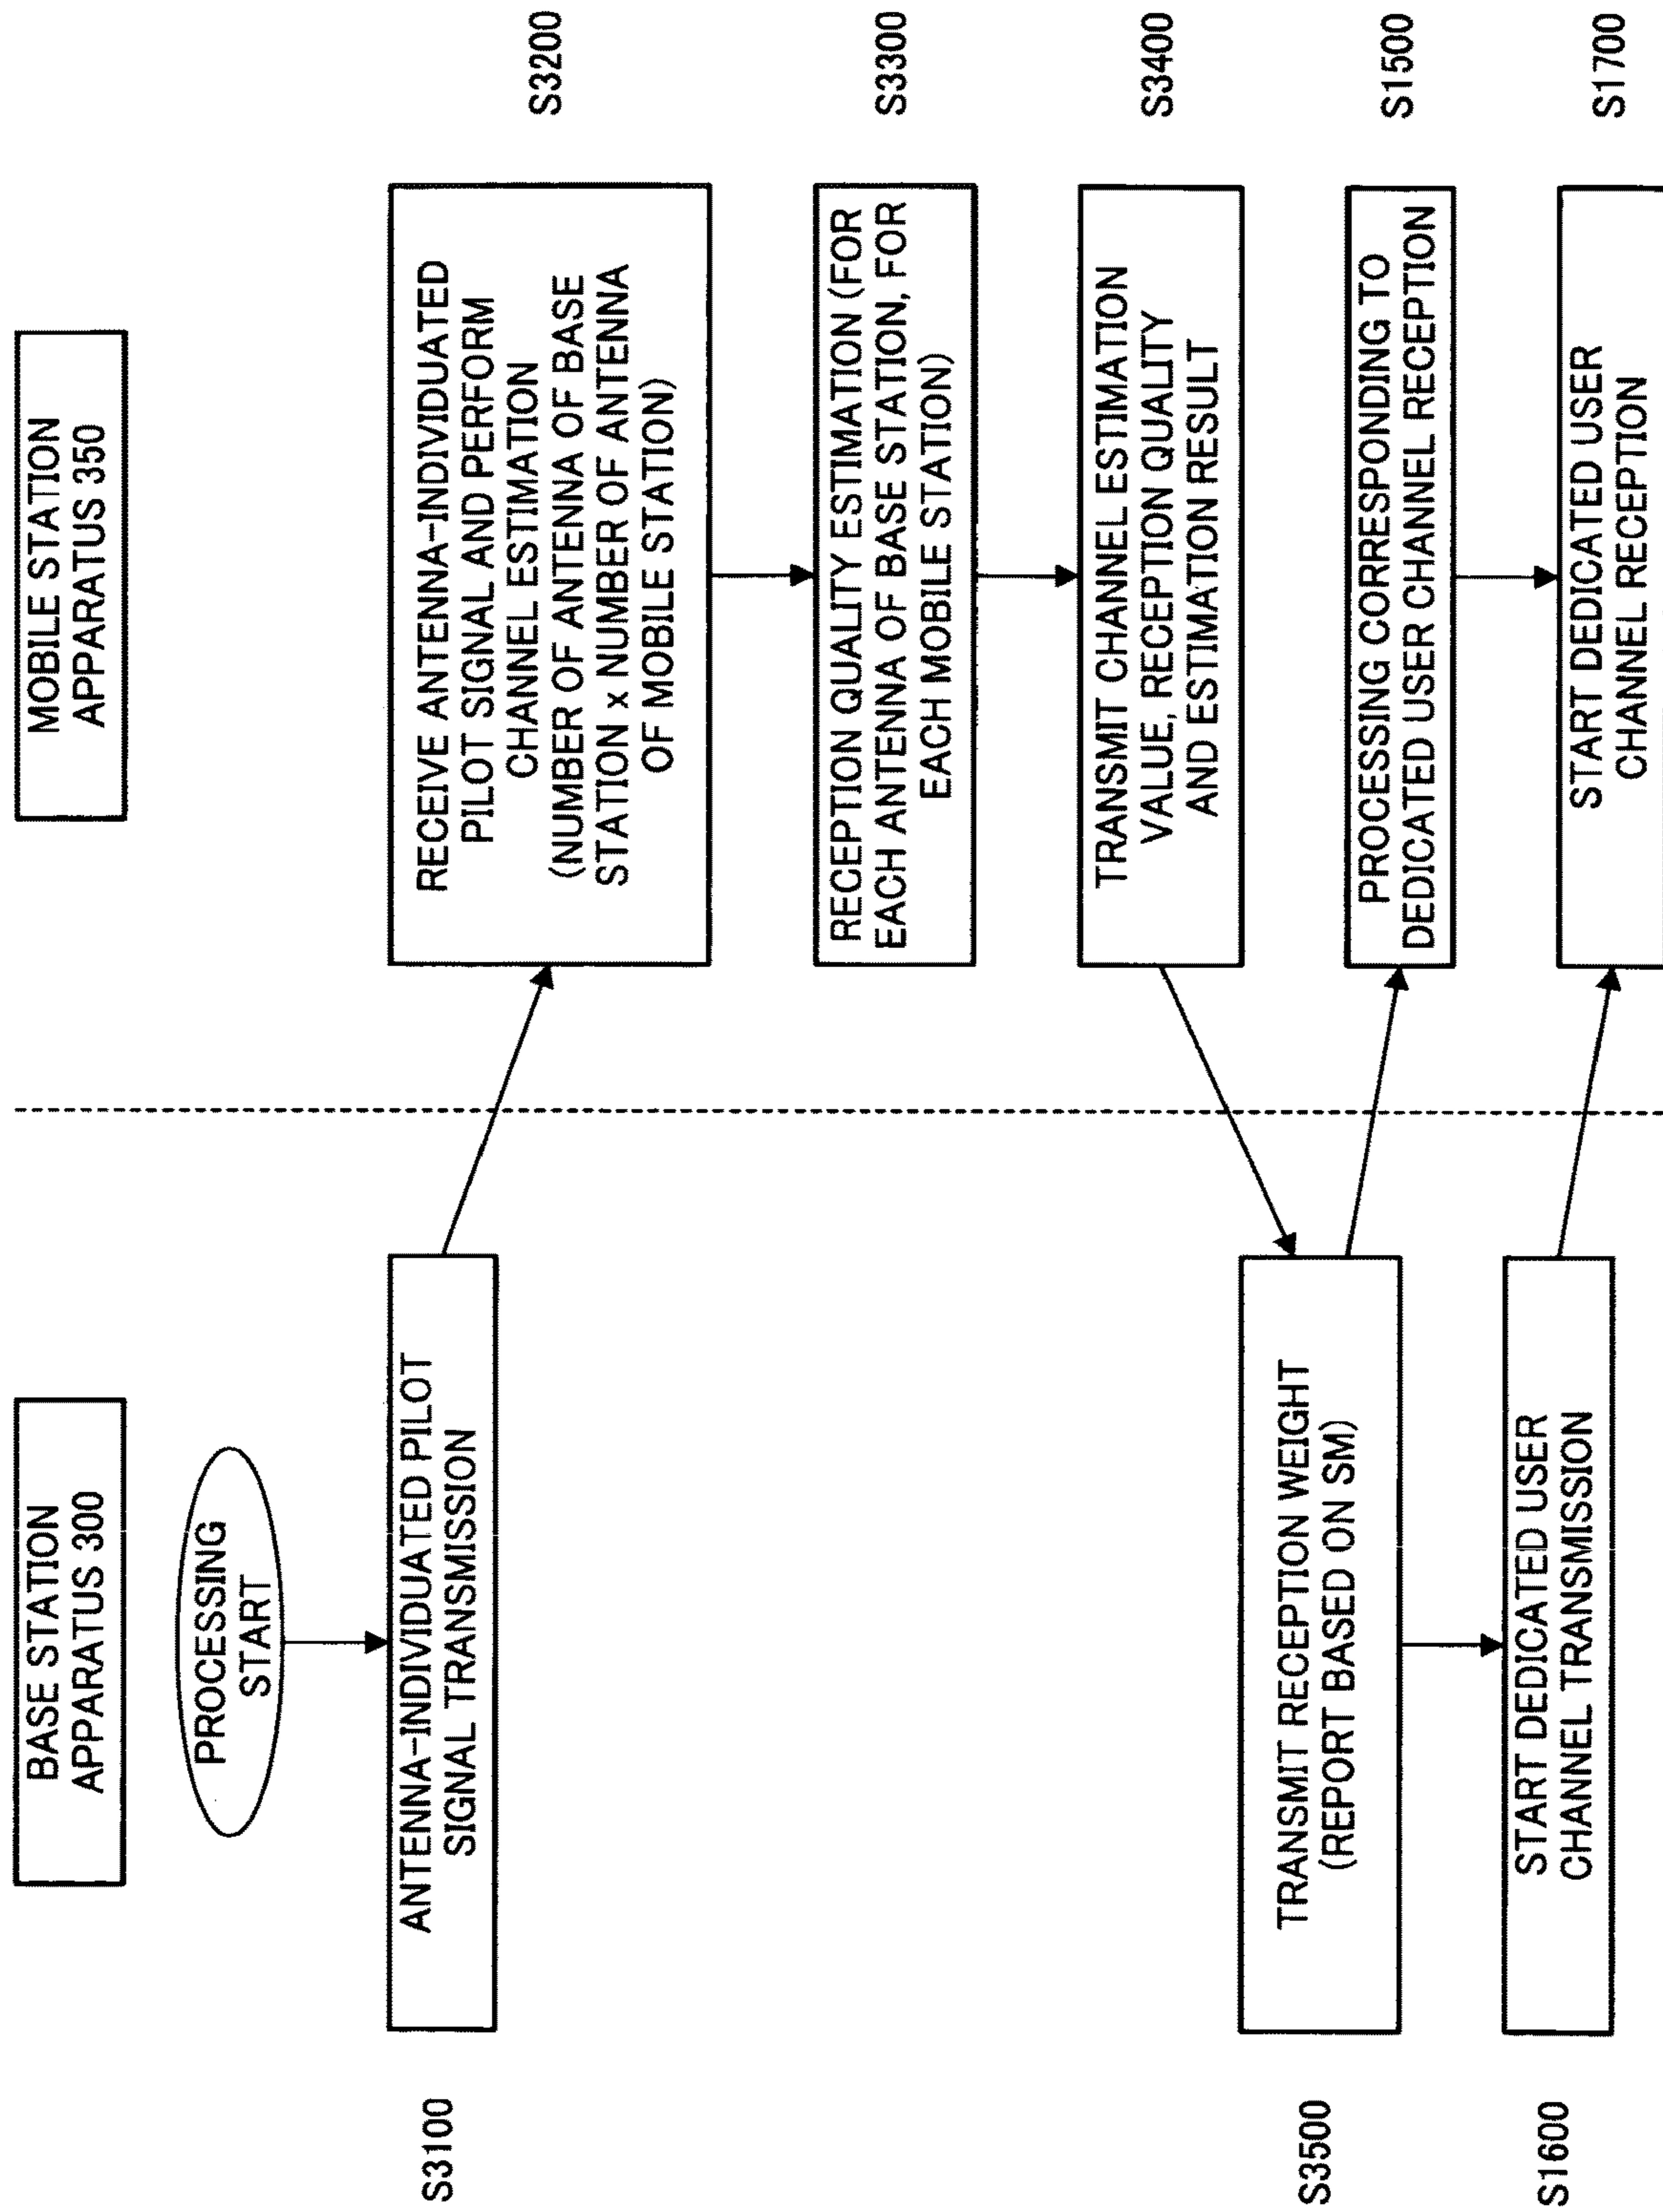 BASE STATION
APPARATUS 300
MOBILE STATION
APPARATUS 350
PROCESSING
START
S3100
ANTENNA-INDIVIDUATED PILOT
SIGNAL TRANSMISSION
RECEIVE ANTENNA-INDIVIDUATED
PILOT SIGNAL AND PERFORM
CHANNEL ESTIMATION
(NUMBER OF ANTENNA OF BASE
STATION x NUMBER OF ANTENNA
OF MOBILE STATION)
S3200
RECEPTION QUALITY ESTIMATION (FOR
EACH ANTENNA OF BASE STATION, FOR
EACH MOBILE STATION)
S3300
TRANSMIT CHANNEL ESTIMATION
VALUE, RECEPTION QUALITY
AND ESTIMATION RESULT
S3400
S3500
TRANSMIT RECEPTION WEIGHT
(REPORT BASED ON SM)
PROCESSING CORRESPONDING TO
DEDICATED USER CHANNEL RECEPTION
S1500
S1600
START DEDICATED USER
CHANNEL TRANSMISSION
START DEDICATED USER
CHANNEL RECEPTION
S1700